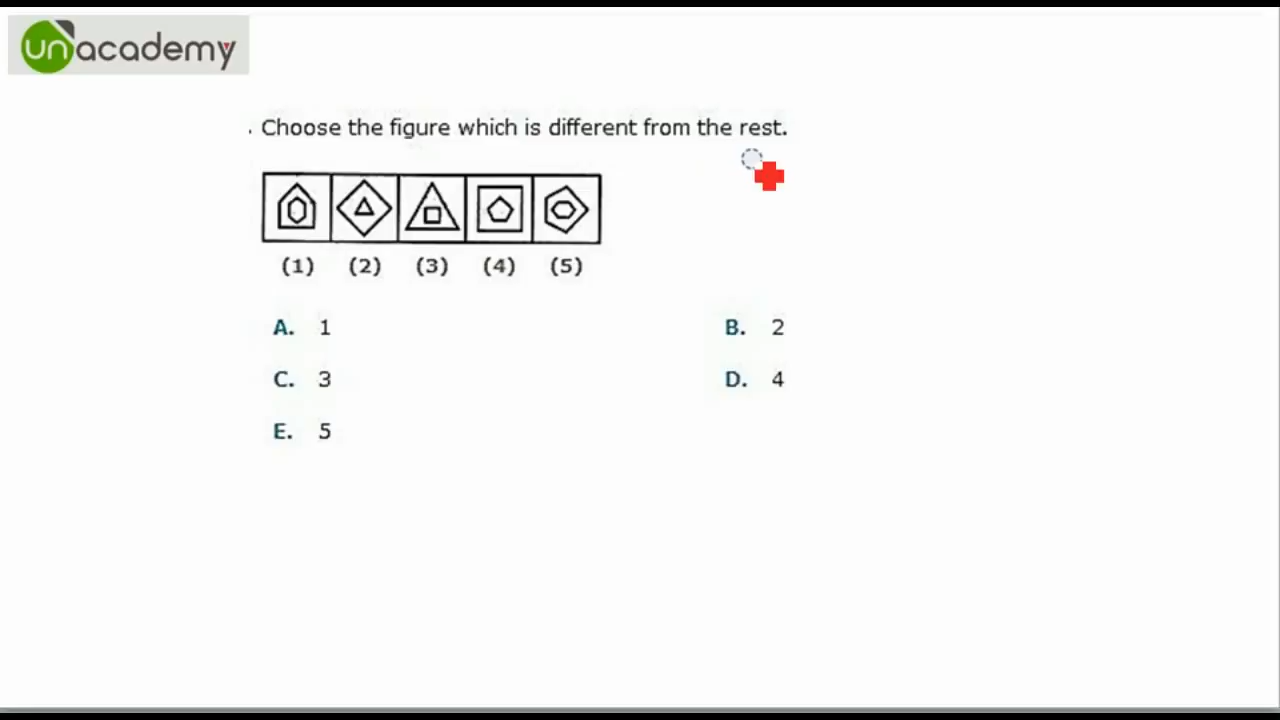 unacademy
. Choose the figure which is different from the rest.
(1) (2) (3) (4) (5)
A. 1 B. 2
C. 3 D. 4
E. 5